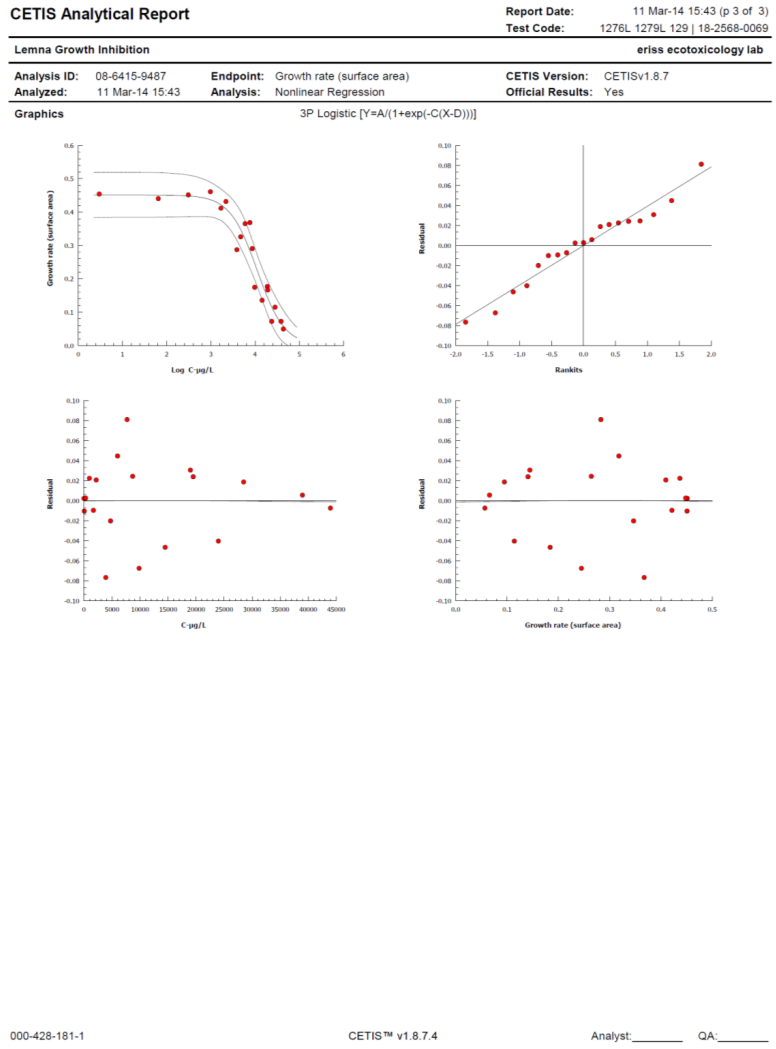 CETIS Analytical Report
Report Date: 11 Mar-14 15:43 (p 3 of 3)
Test Code: 1276L 1279L 129 | 18-2568-0069
Lemna Growth Inhibition eriss ecotoxicology lab
Analysis ID: 08-6415-9487 Endpoint: Growth rate (surface area) CETIS Version: CETISv1.8.7
Analyzed: 11 Mar-14 15:43 Analysis: Nonlinear Regression Official Results: Yes
Graphics 3P Logistic [Y=A/(1+exp(-C(X-D)))]
0.6
0.5
0.4
0.3
0.2
0.1
0.0
Growth rate (surface area)
0 1 2 3 4 5 6
Log C-µg/L
0.10
0.08
0.06
0.04
0.02
0.00
-0.02
-0.04
-0.06
-0.08
-0.10
Residual
-2.0 -1.5 -1.0 -0.5 0.0 0.5 1.0 1.5 2.0
Rankits
0.10
0.08
0.06
0.04
0.02
0.00
-0.02
-0.04
-0.06
-0.08
-0.10
Residual
0 5000 10000 15000 20000 25000 30000 35000 40000 45000
C-µg/L
0.10
0.08
0.06
0.04
0.02
0.00
-0.02
-0.04
-0.06
-0.08
-0.10
Residual
0.0 0.1 0.2 0.3 0.4 0.5
Growth rate (surface area)
000-428-181-1 CETIS™ v1.8.7.4 Analyst:________ QA:________